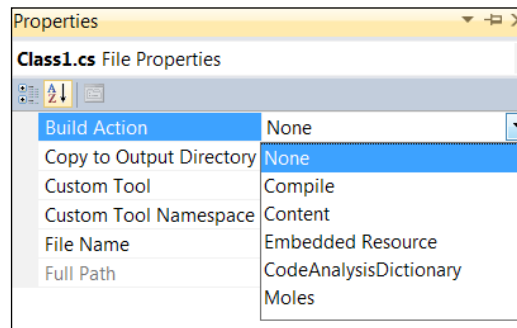 Properties
Class1.cs File Properties
Build Action None
Copy to Output Directory None
Custom Tool Compile
Custom Tool Namespace Content
File Name Embedded Resource
Full Path CodeAnalysisDictionary
Moles